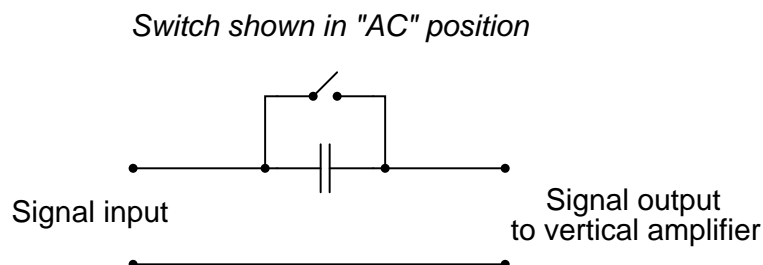 Switch shown in "AC" position
Signal input
Signal output
to vertical amplifier